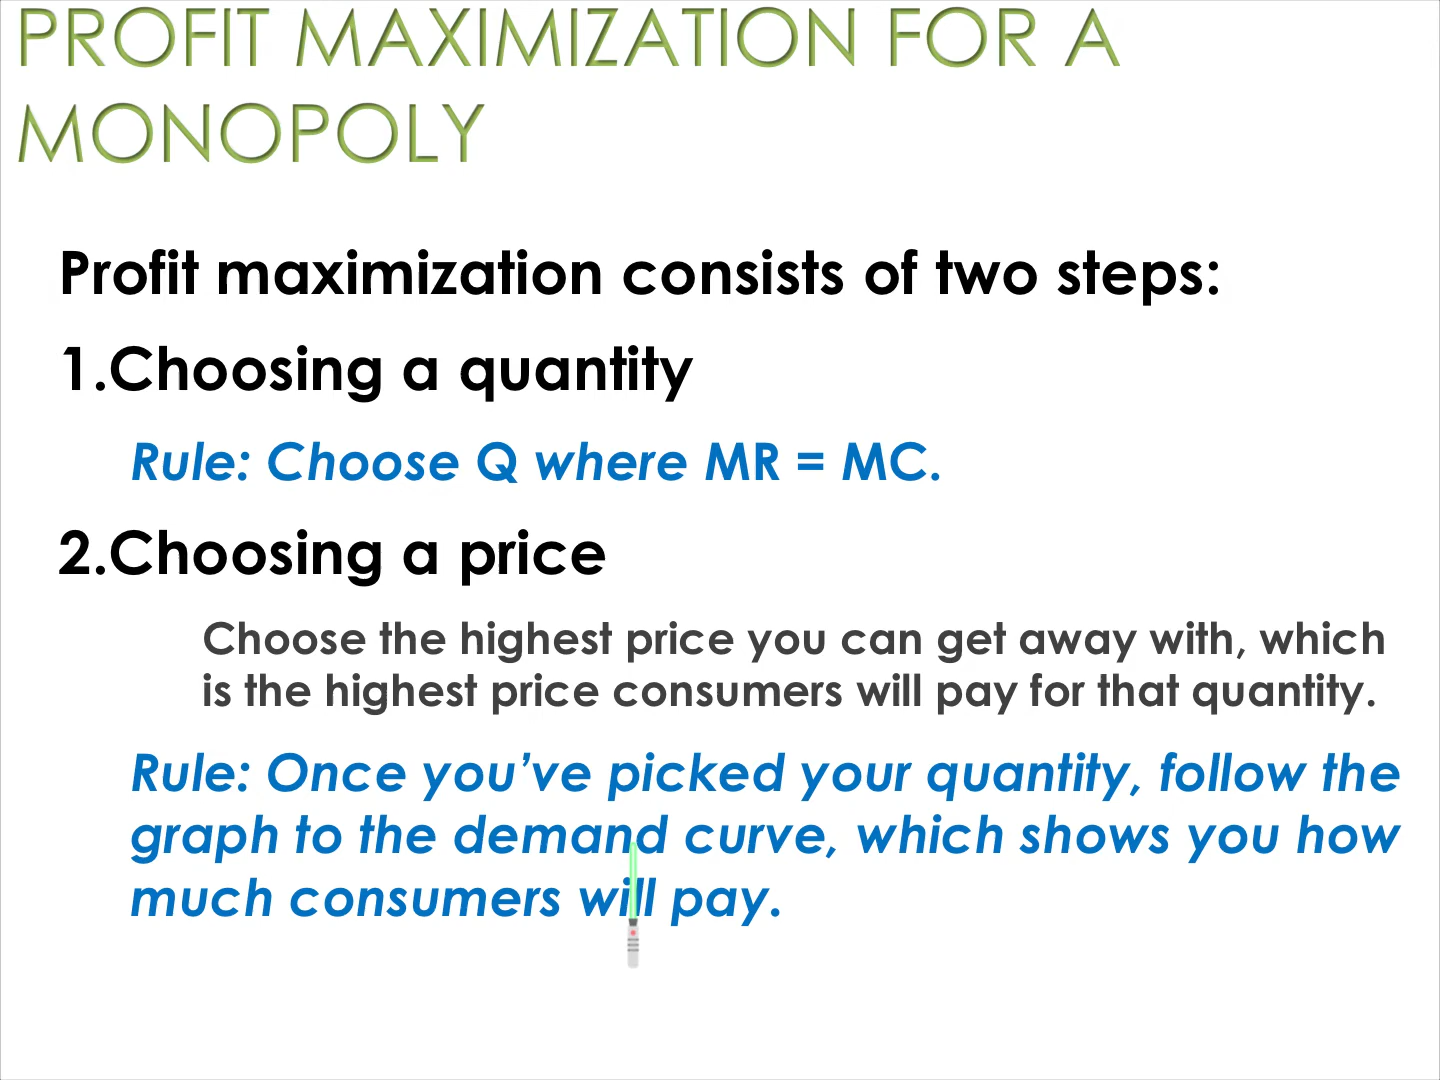 PROFIT MAXIMIZATION FOR A
MONOPOLY
Profit maximization consists of two steps:
1.Choosing a quantity
Rule: Choose Q where MR = MC.
2.Choosing a price
Choose the highest price you can get away with, which
is the highest price consumers will pay for that quantity.
Rule: Once you’ve picked your quantity, follow the
graph to the demand curve, which shows you how
much consumers will pay.